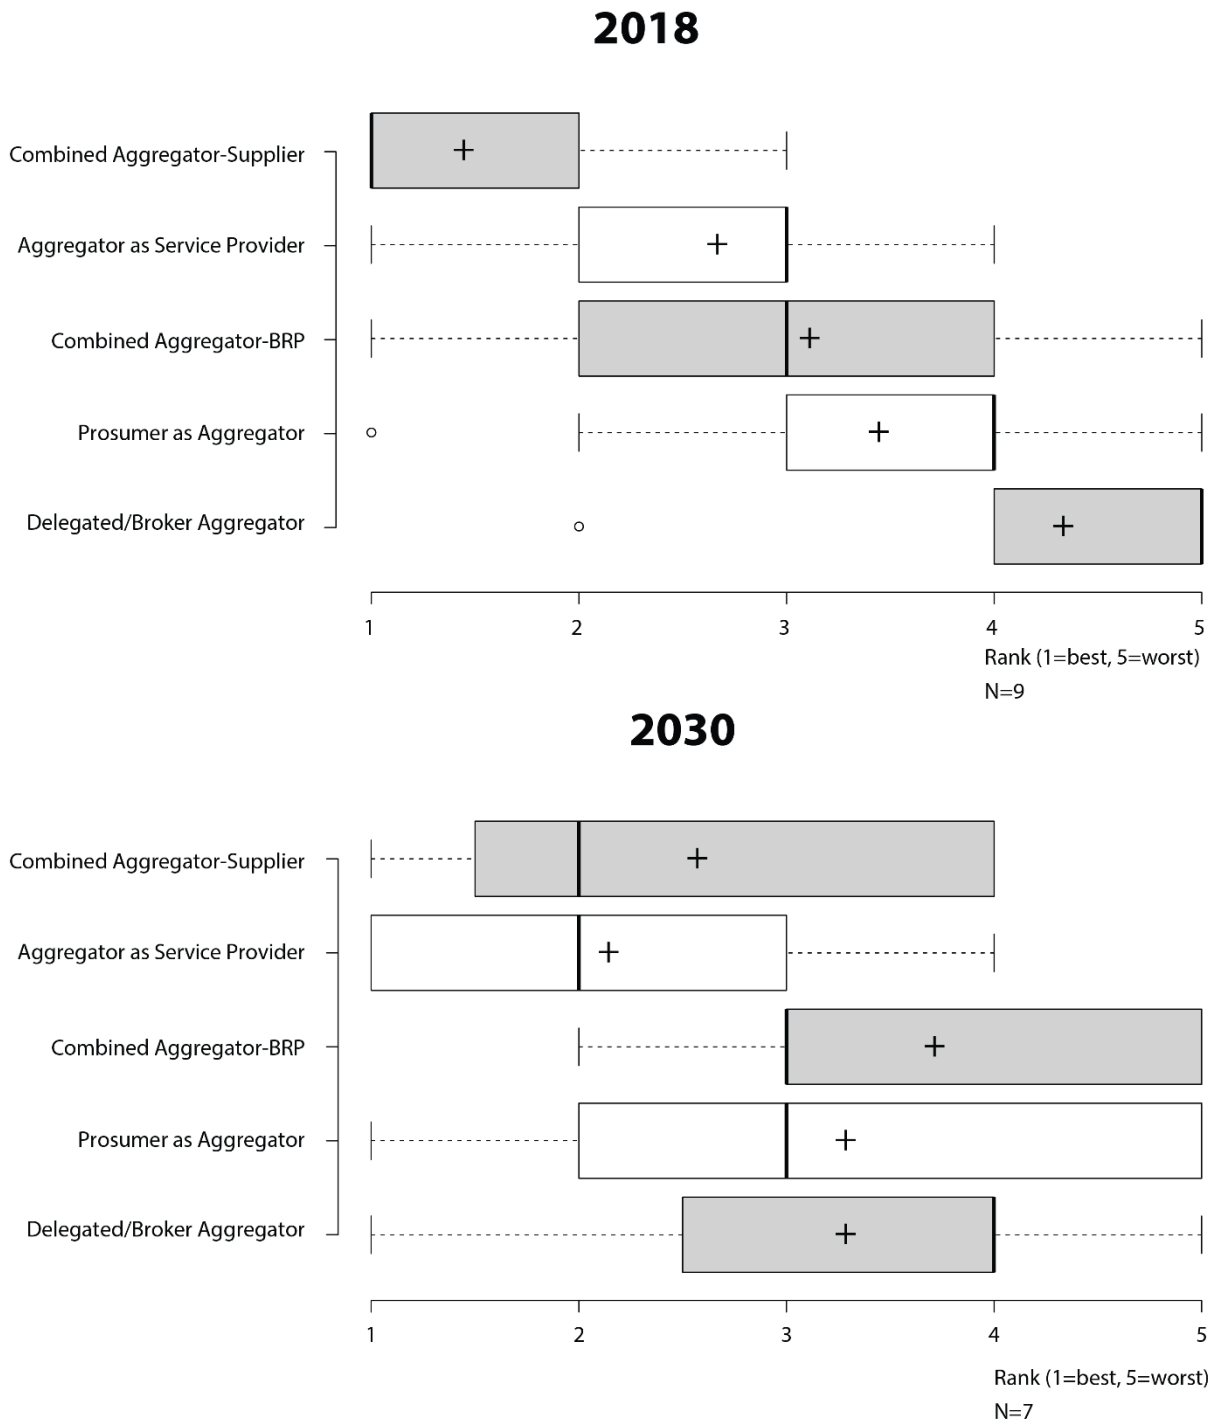 2018
Combined Aggregator-Supplier
Aggregator as Service Provider
Combined Aggregator-BRP
Prosumer as Aggregator
Delegated/Broker Aggregator
1 2 3 4 5
Rank (1=best, 5=worst)
N=9
2030
Combined Aggregator-Supplier
Aggregator as Service Provider
Combined Aggregator-BRP
Prosumer as Aggregator
Delegated/Broker Aggregator
1 2 3 4 5
Rank (1=best, 5=worst)
N=7